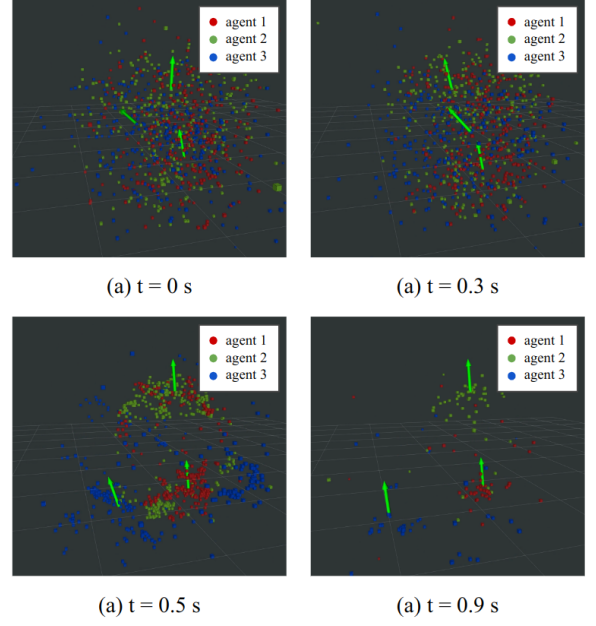 agent 1
agent 2
agent 3
agent 1
agent 2
agent 3
(a) t = 0 s
(a) t = 0.3 s
agent 1
agent 2
agent 3
agent 1
agent 2
agent 3
(a) t = 0.5 s
(a) t = 0.9 s